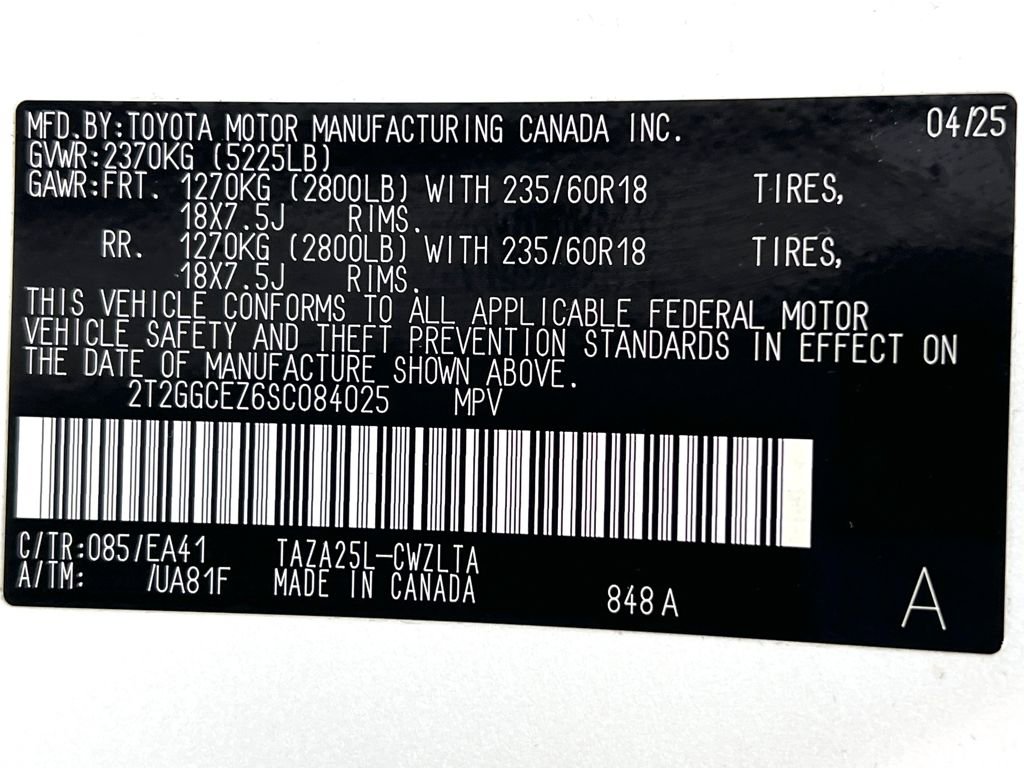 MFD.BY:TOYOTA MOTOR MANUFACTURING CANADA INC. 04/25
GVWR:2370KG (5225LB)
GAWR:FRT. 1270KG (2800LB) WITH 235/60R18 TIRES,
18X7.5J RIMS.
RR. 1270KG (2800LB) WITH 235/60R18 TIRES,
18X7.5J RIMS.
THIS VEHICLE CONFORMS TO ALL APPLICABLE FEDERAL MOTOR
VEHICLE SAFETY AND THEFT PREVENTION STANDARDS IN EFFECT ON
THE DATE OF MANUFACTURE SHOWN ABOVE.
2T2GGCEZ6SC084025 MPV
C/TR:085/EA41 TAZA25L-CWZLTA
A/TM: /UA81F MADE IN CANADA 848A A